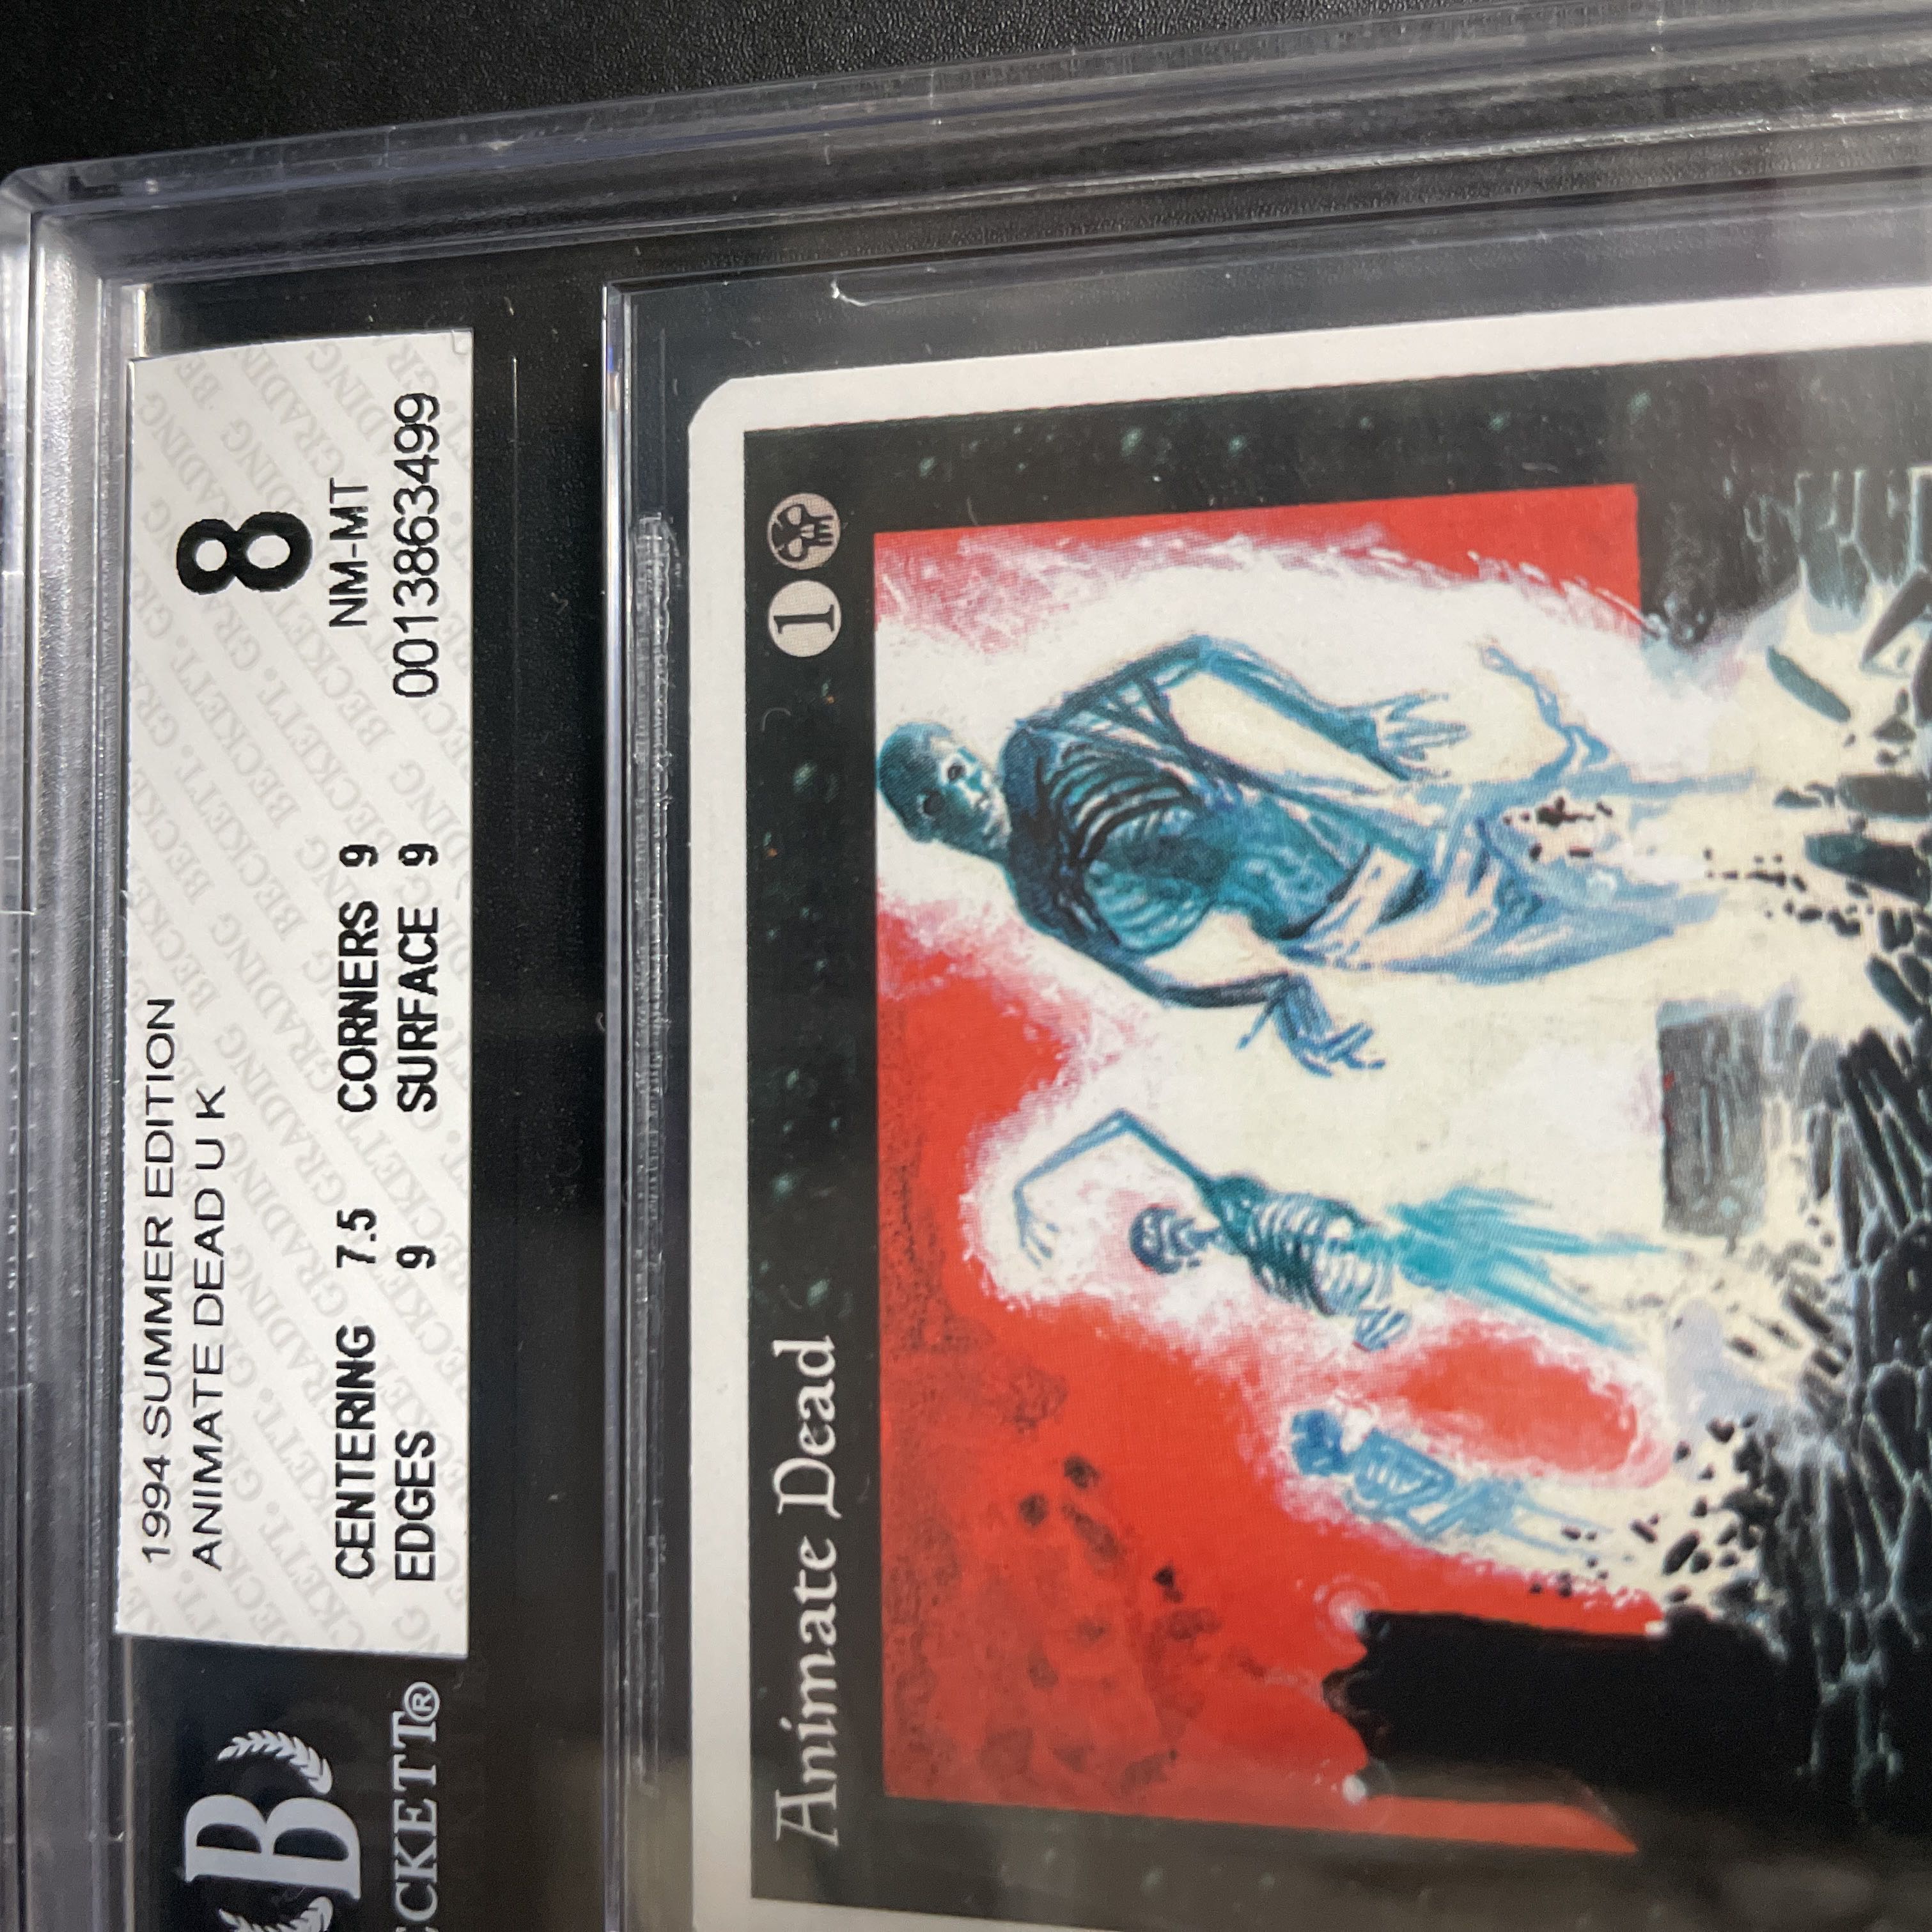 1994 SUMMER EDITION
ANIMATE DEAD U K
8
NM-MT
CENTERING 7.5 CORNERS 9
EDGES 9 SURFACE 9
0013863499
B
CKETT®
Animate Dead
1